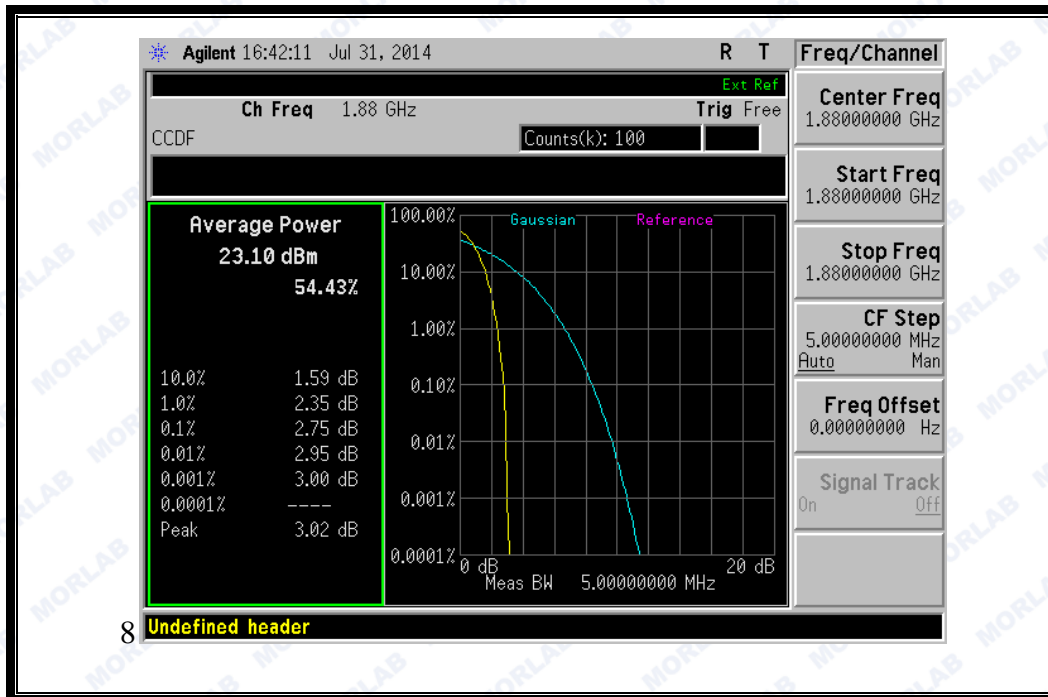 Agilent 16:42:11 Jul 31, 2014 R T
Freq/Channel
Ext Ref
Ch Freq 1.88 GHz Trig Free
CCDF Counts(k): 100
Center Freq
1.88000000 GHz
Start Freq
1.88000000 GHz
Stop Freq
1.88000000 GHz
CF Step
5.00000000 MHz
Auto Man
Freq Offset
0.00000000 Hz
Signal Track
On Off
Average Power
23.10 dBm
54.43%
10.0% 1.59 dB
1.0% 2.35 dB
0.1% 2.75 dB
0.01% 2.95 dB
0.001% 3.00 dB
0.0001% ----
Peak 3.02 dB
Gaussian Reference
100.00%
10.00%
1.00%
0.10%
0.01%
0.001%
0.0001%
0 dB 20 dB
Meas BW 5.00000000 MHz
8 Undefined header
MORLAB